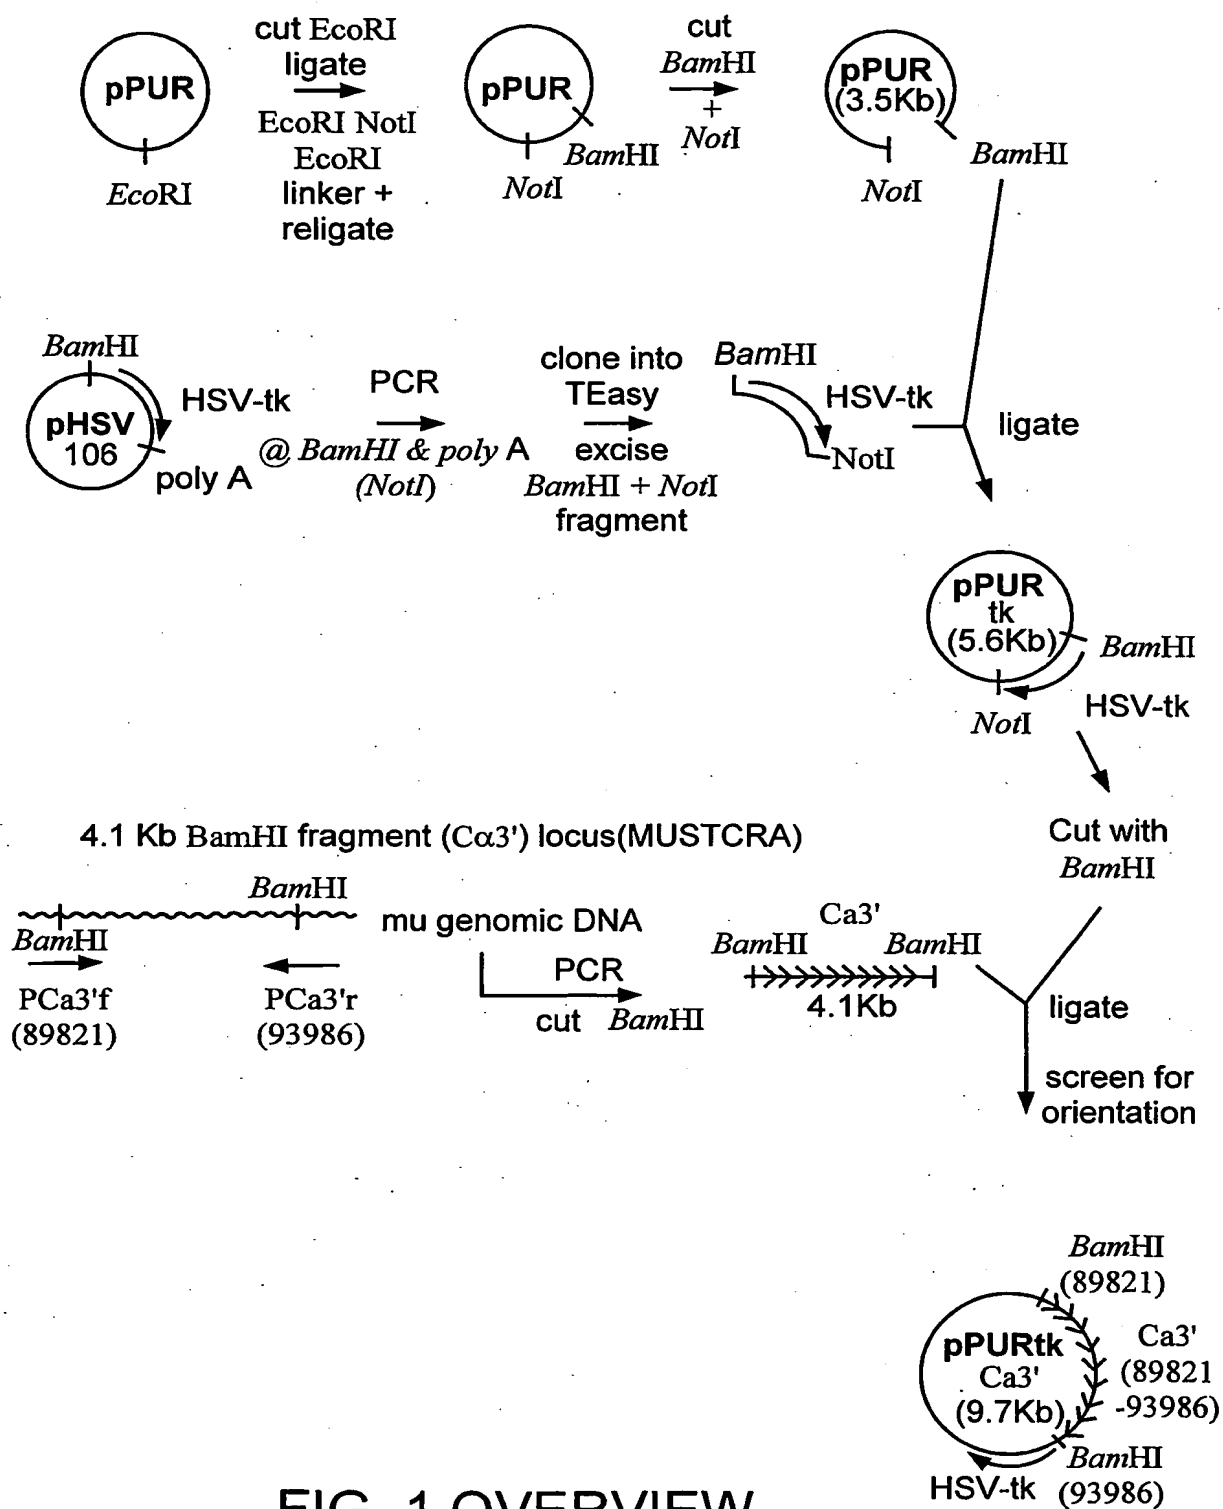 pPUR
EcoRI
cut EcoRI
ligate
EcoRI NotI
EcoRI
linker +
religate
pPUR
BamHI
NotI
cut
BamHI
+
NotI
pPUR
(3.5Kb)
BamHI
NotI
BamHI
pHSV
106
HSV-tk
poly A
PCR
@ BamHI & poly A
(NotI)
clone into
TEasy
excise
BamHI + NotI
fragment
BamHI
HSV-tk
NotI
ligate
pPUR
tk
(5.6Kb)
BamHI
HSV-tk
NotI
Cut with
BamHI
4.1 Kb BamHI fragment (Cα3') locus(MUSTCRA)
BamHI
BamHI
PCa3'f
(89821)
PCa3'r
(93986)
mu genomic DNA
PCR
cut BamHI
Ca3'
BamHI BamHI
4.1Kb
ligate
screen for
orientation
BamHI
(89821)
pPURtk
Ca3'
(9.7Kb)
Ca3'
(89821
-93986)
BamHI
(93986)
HSV-tk
FIG. 1 OVERVIEW